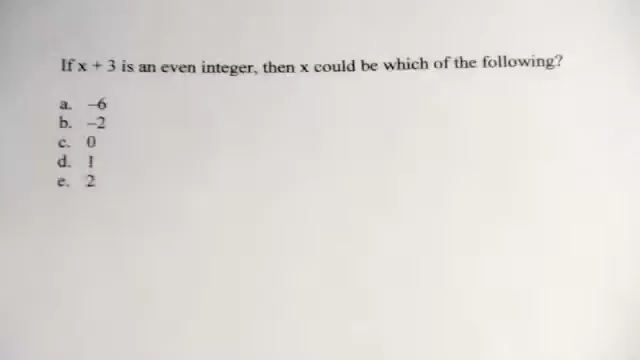 If x + 3 is an even integer, then x could be which of the following?
a. –6
b. –2
c. 0
d. 1
e. 2